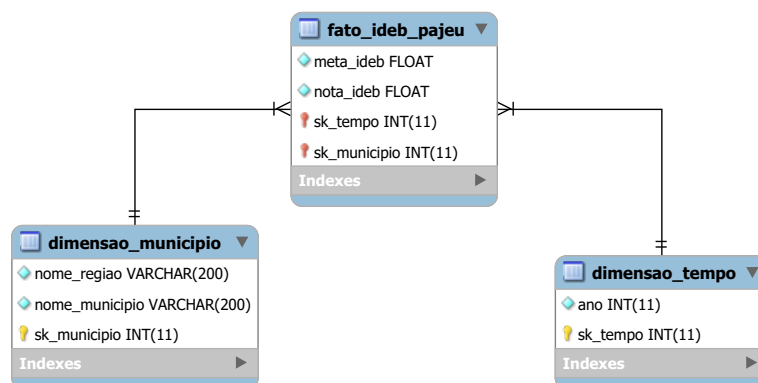 fato_ideb_pajeu
meta_ideb FLOAT
nota_ideb FLOAT
sk_tempo INT(11)
sk_municipio INT(11)
Indexes
dimensao_municipio
nome_regiao VARCHAR(200)
nome_municipio VARCHAR(200)
sk_municipio INT(11)
Indexes
dimensao_tempo
ano INT(11)
sk_tempo INT(11)
Indexes